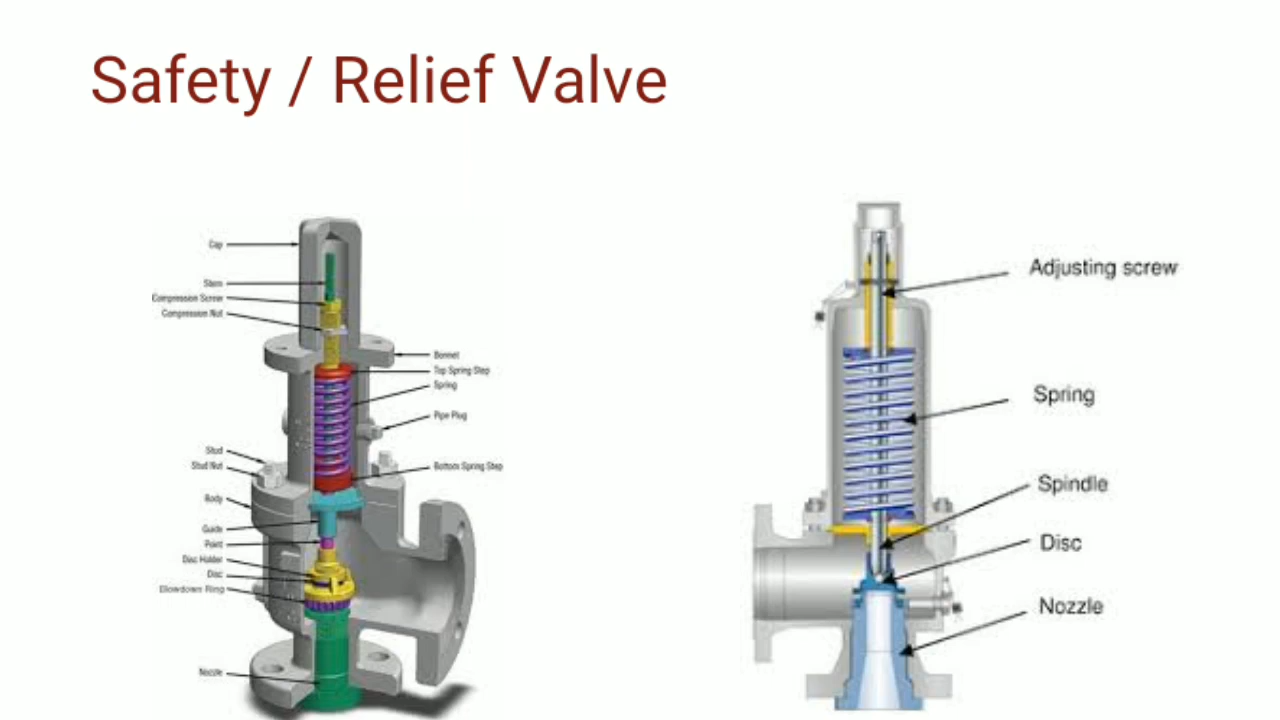 Safety / Relief Valve
Cap
Stem
Compression Screw
Compression Nut
Bonnet
Top Spring Step
Spring
Pipe Plug
Stud
Stud Nut
Bottom Spring Step
Body
Guide
Point
Disc Holder
Disc
Blowdown Ring
Nozzle
Adjusting screw
Spring
Spindle
Disc
Nozzle